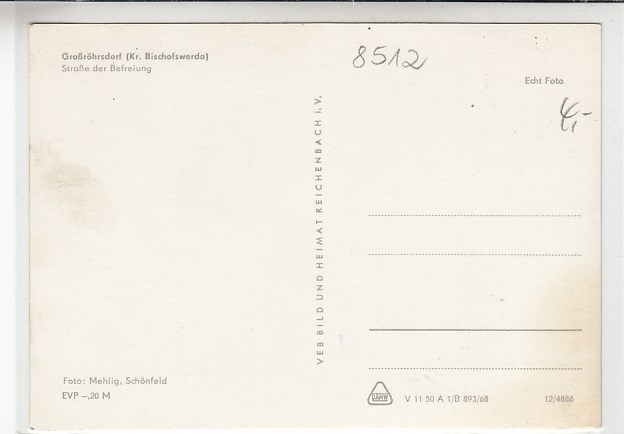 Großröhrsdorf (Kr. Bischofswerda)
Straße der Befreiung
8512
Echt Foto
4,-
VEB BILD UND HEIMAT REICHENBACH i. V.
Foto: Mehlig, Schönfeld
EVP –,20 M
V 11 50 A 1/B 893/68
12/4886